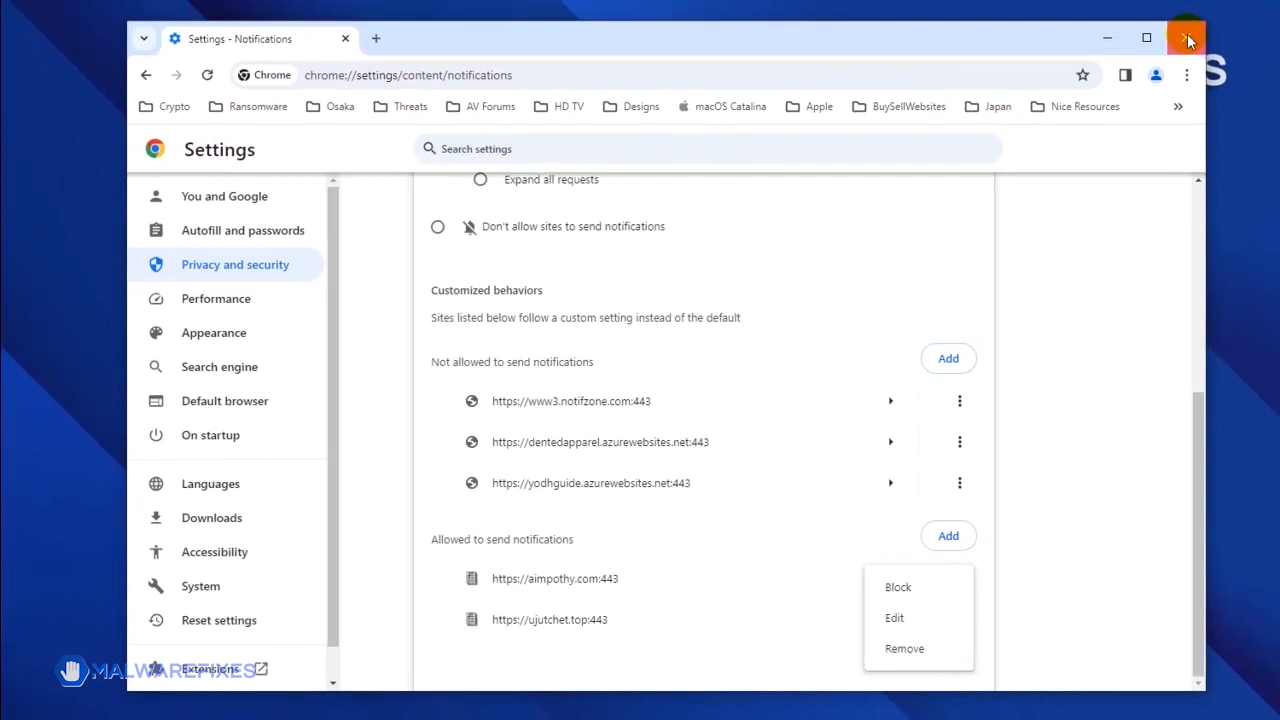 Settings - Notifications
S
Chrome chrome://settings/content/notifications
Crypto Ransomware Osaka Threats AV Forums HD TV Designs macOS Catalina Apple BuySellWebsites Japan Nice Resources »
Settings
Search settings
You and Google
Autofill and passwords
Privacy and security
Performance
Appearance
Search engine
Default browser
On startup
Languages
Downloads
Accessibility
System
Reset settings
Extensions
MALWAREFIXES
Expand all requests
Don't allow sites to send notifications
Customized behaviors
Sites listed below follow a custom setting instead of the default
Not allowed to send notifications Add
https://www3.notifzone.com:443
https://dentedapparel.azurewebsites.net:443
https://yodhguide.azurewebsites.net:443
Allowed to send notifications Add
https://aimpothy.com:443
https://ujutchet.top:443
Block
Edit
Remove